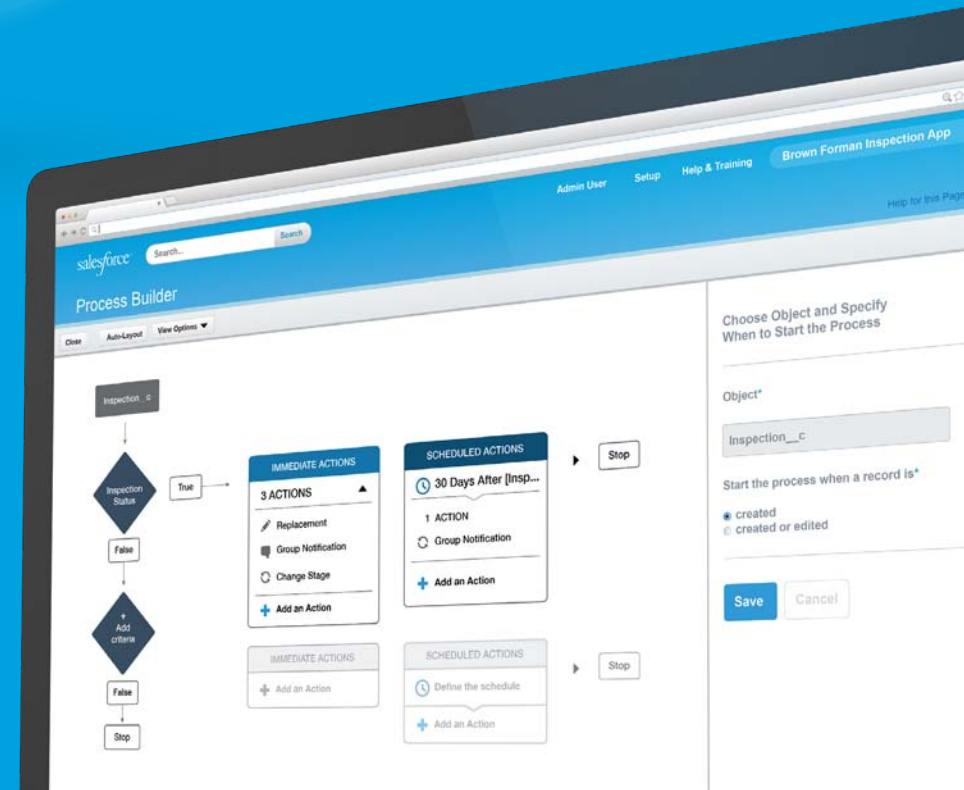 Admin User
Setup
Help & Training
Brown Forman Inspection App
salesforce
Search...
Search
Help for this Page
Process Builder
Close
Auto-Layout
View Options
Inspection__c
Inspection
Status
True
False
+
Add
criteria
False
Stop
IMMEDIATE ACTIONS
3 ACTIONS
Replacement
Group Notification
Change Stage
Add an Action
SCHEDULED ACTIONS
30 Days After [Insp...
1 ACTION
Group Notification
Add an Action
Stop
IMMEDIATE ACTIONS
Add an Action
SCHEDULED ACTIONS
Define the schedule
Add an Action
Stop
Choose Object and Specify
When to Start the Process
Object*
Inspection__c
Start the process when a record is*
created
created or edited
Save
Cancel